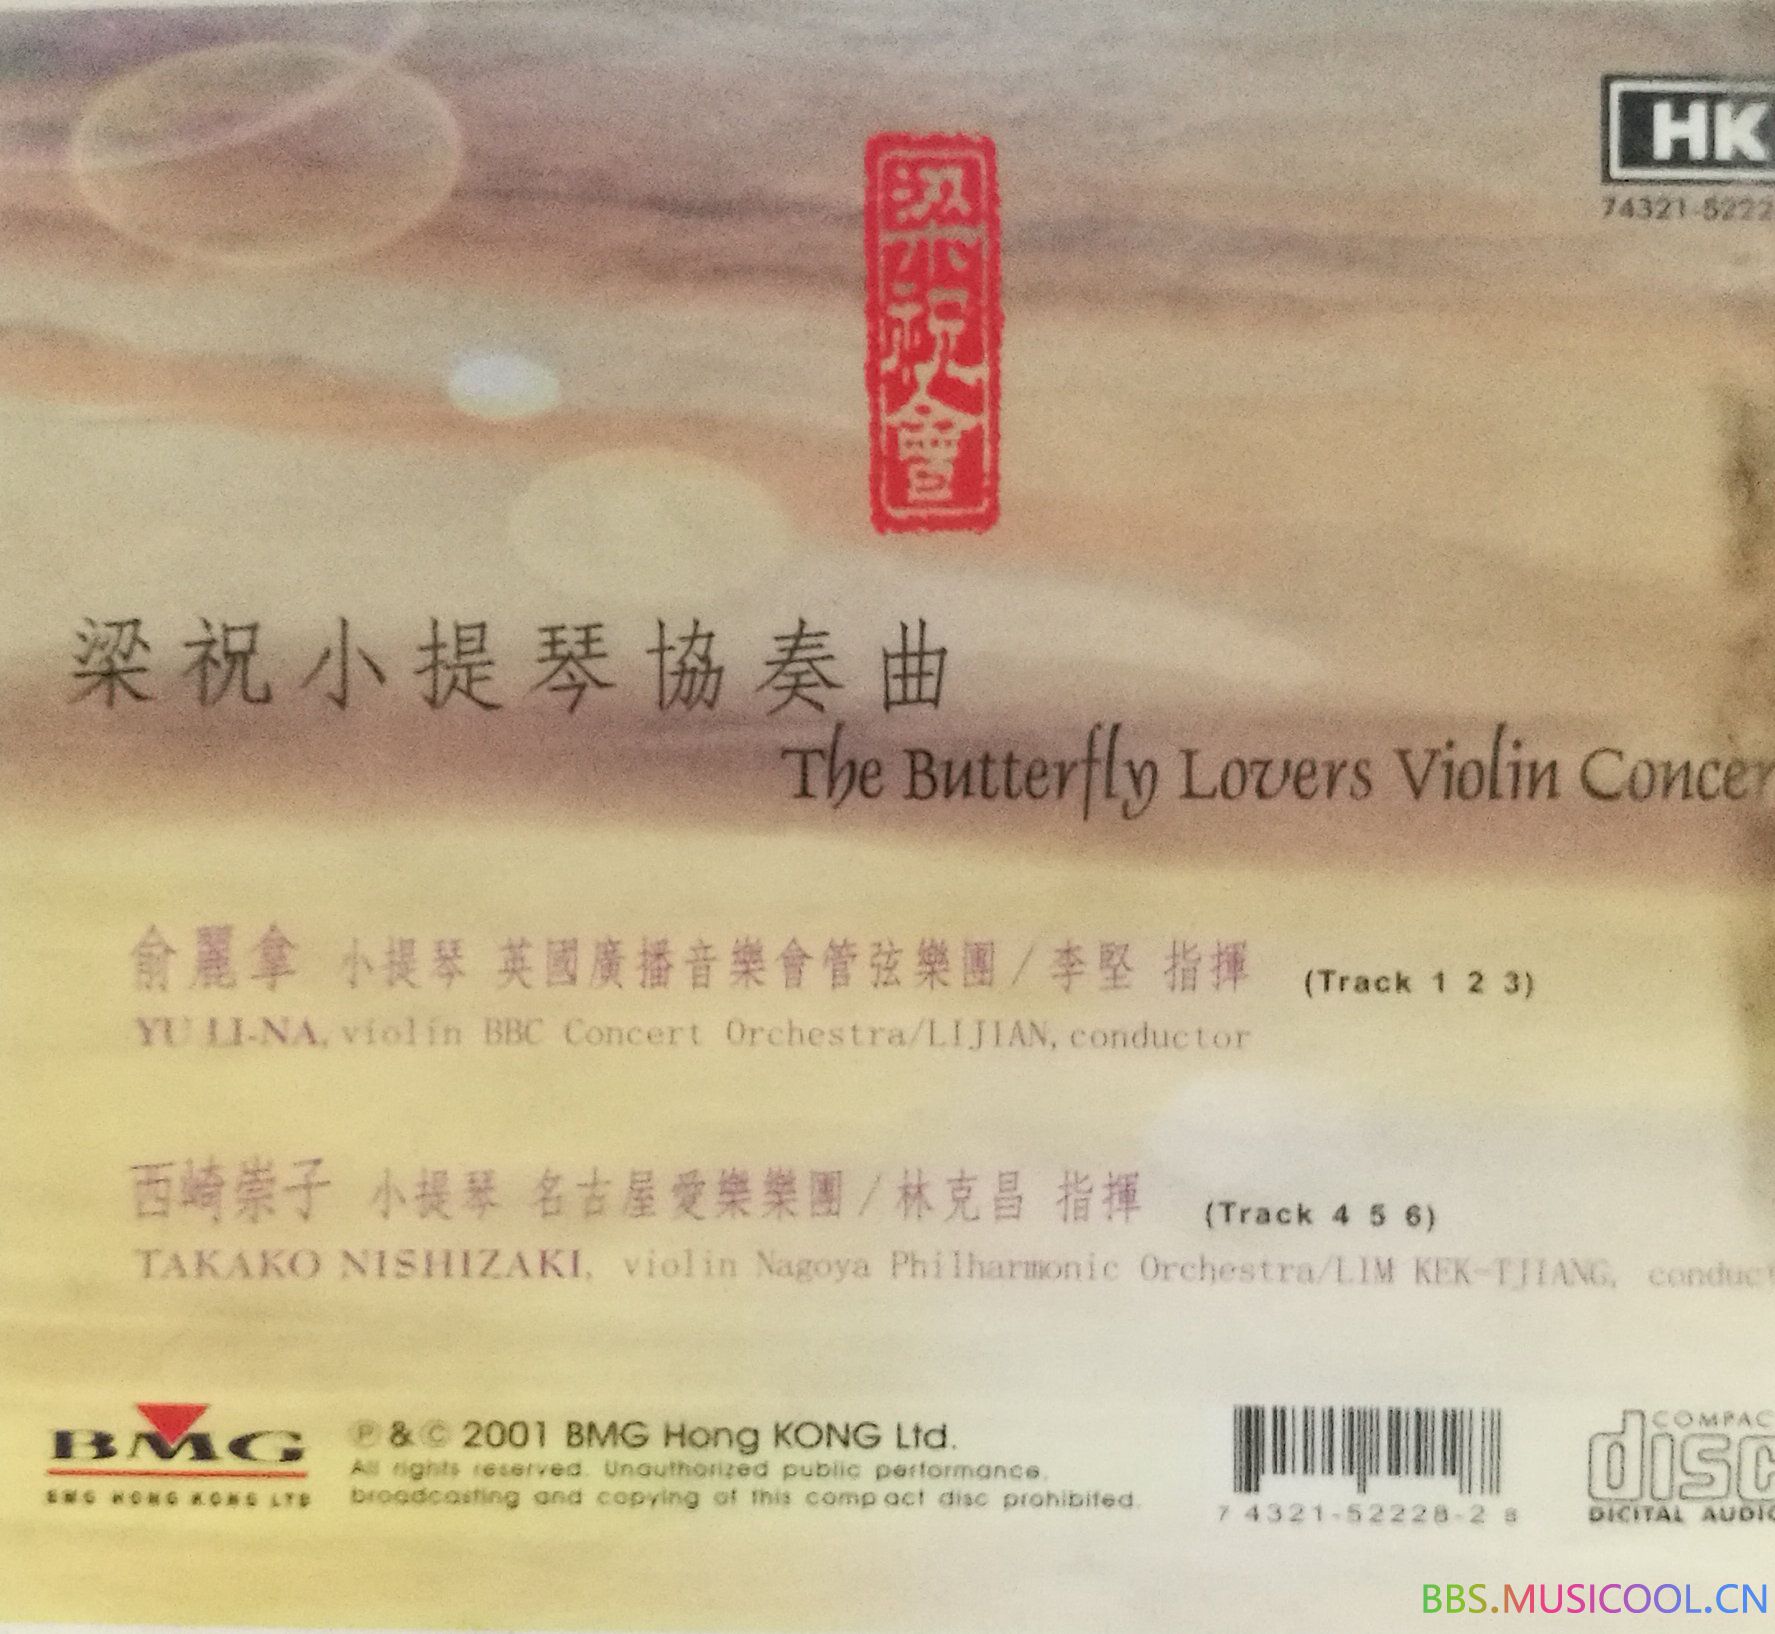 HK
74321-5222
梁祝會
梁祝小提琴協奏曲
The Butterfly Lovers Violin Concer
俞麗拿 小提琴 英國廣播音樂會管弦樂團/李堅 指揮 (Track 1 2 3)
YU LI-NA, violin BBC Concert Orchestra/LIJIAN, conductor
西崎崇子 小提琴 名古屋愛樂樂團/林克昌 指揮 (Track 4 5 6)
TAKAKO NISHIZAKI, violin Nagoya Philharmonic Orchestra/LIM KEK-TJIANG, conduct
BMG
BMG HONG KONG LTD
℗ & © 2001 BMG Hong KONG Ltd.
All rights reserved. Unauthorized public performance,
broadcasting and copying of this compact disc prohibited.
7 4321-52228-2 8
COMPAC
disc
DIGITAL AUDIO
BBS.MUSICOOL.CN